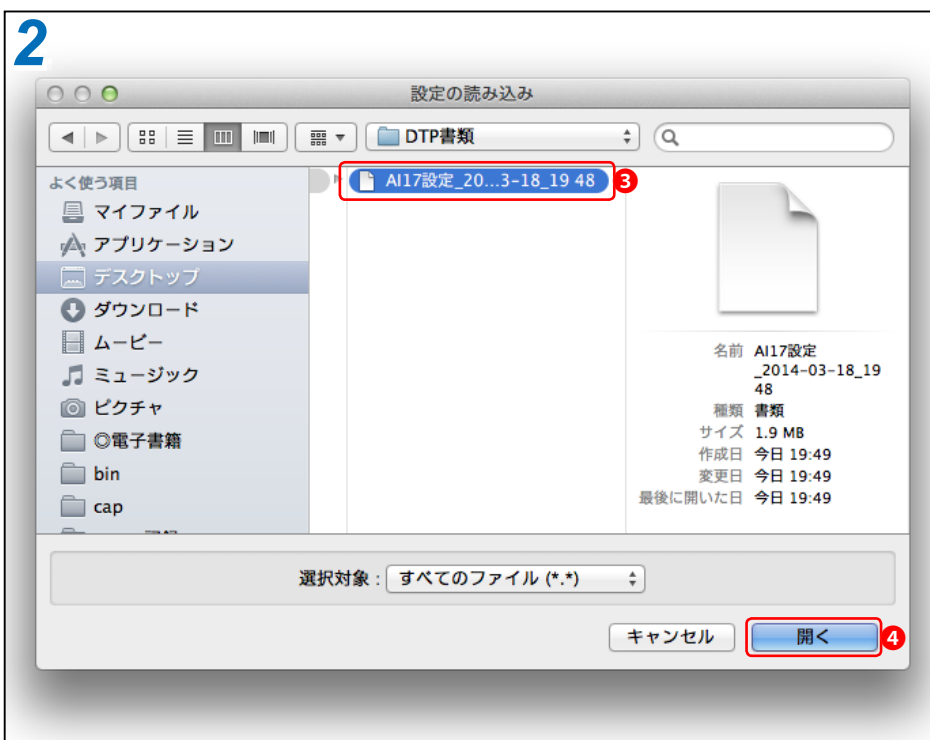 2
設定の読み込み
DTP書類
よく使う項目
マイファイル
アプリケーション
デスクトップ
ダウンロード
ムービー
ミュージック
ピクチャ
◎電子書籍
bin
cap
AI17設定_20...3-18_19 48
3
名前 AI17設定
_2014-03-18_19
48
種類 書類
サイズ 1.9 MB
作成日 今日 19:49
変更日 今日 19:49
最後に開いた日 今日 19:49
選択対象 : すべてのファイル (*.*)
キャンセル
開く
4